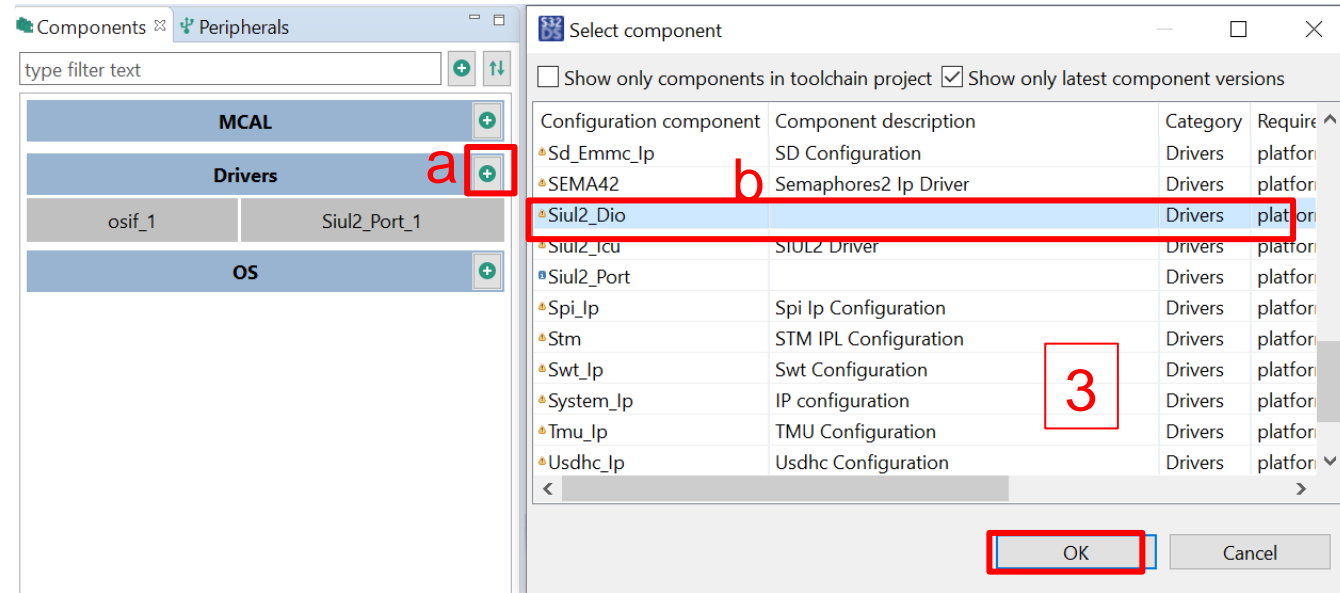 Components Peripherals
type filter text
MCAL
a
Drivers
osif_1 Siul2_Port_1
OS
S32 DS Select component
Show only components in toolchain project Show only latest component versions
Configuration component Component description Category Require
Sd_Emmc_Ip SD Configuration Drivers platfor
SEMA42 Semaphores2 Ip Driver Drivers platfor
b
Siul2_Dio Drivers platfor
Siul2_Icu SIUL2 Driver Drivers platfor
Siul2_Port Drivers platfor
Spi_Ip Spi Ip Configuration Drivers platfor
Stm STM IPL Configuration Drivers platfor
Swt_Ip Swt Configuration Drivers platfor
3
System_Ip IP configuration Drivers platfor
Tmu_Ip TMU Configuration Drivers platfor
Usdhc_Ip Usdhc Configuration Drivers platfor
OK Cancel